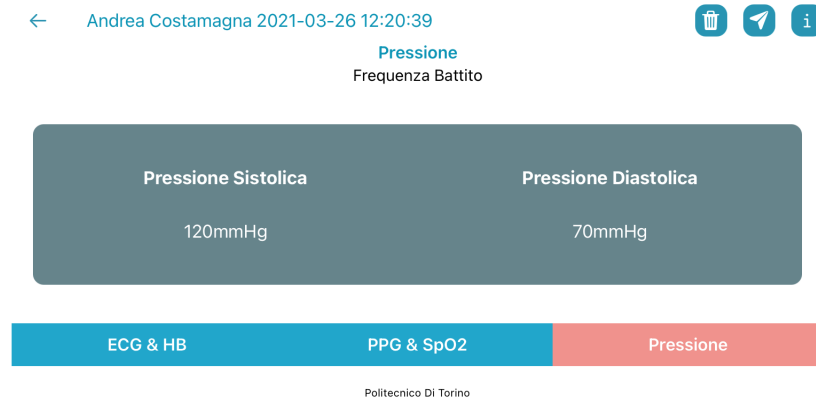 ← Andrea Costamagna 2021-03-26 12:20:39 i
Pressione
Frequenza Battito
Pressione Sistolica Pressione Diastolica
120mmHg 70mmHg
ECG & HB PPG & SpO2 Pressione
Politecnico Di Torino